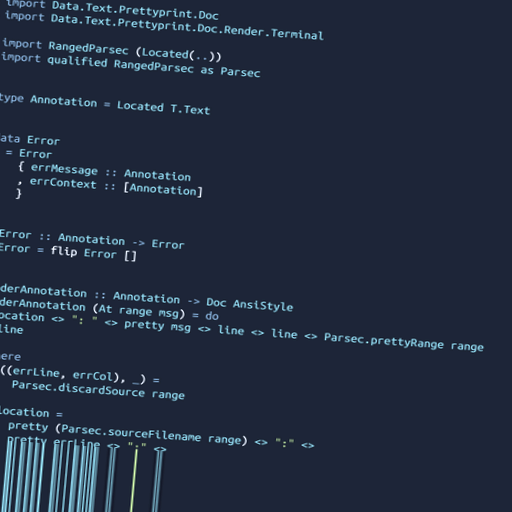 import Data.Text.Prettyprint.Doc
import Data.Text.Prettyprint.Doc.Render.Terminal
import RangedParsec (Located(..))
import qualified RangedParsec as Parsec
type Annotation = Located T.Text
ata Error
= Error
{ errMessage :: Annotation
, errContext :: [Annotation]
}
Error :: Annotation -> Error
Error = flip Error []
derAnnotation :: Annotation -> Doc AnsiStyle
derAnnotation (At range msg) = do
ocation <> ": " <> pretty msg <> line <> line <> Parsec.prettyRange range
line
ere
((errLine, errCol), _) =
Parsec.discardSource range
location =
pretty (Parsec.sourceFilename range) <> ":" <>
pretty errLine <> ":" <>